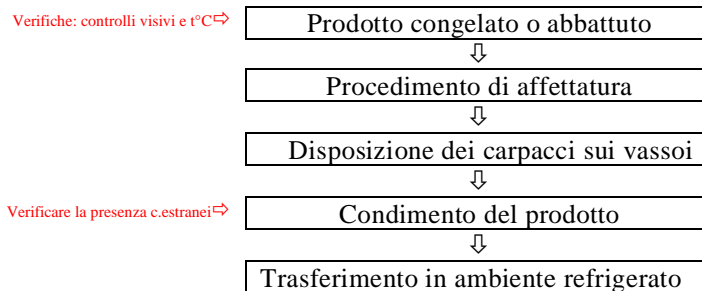 Verifiche: controlli visivi e t°C⇨ Prodotto congelato o abbattuto
⇩
Procedimento di affettatura
⇩
Disposizione dei carpacci sui vassoi
⇩
Verificare la presenza c.estranei⇨ Condimento del prodotto
⇩
Trasferimento in ambiente refrigerato